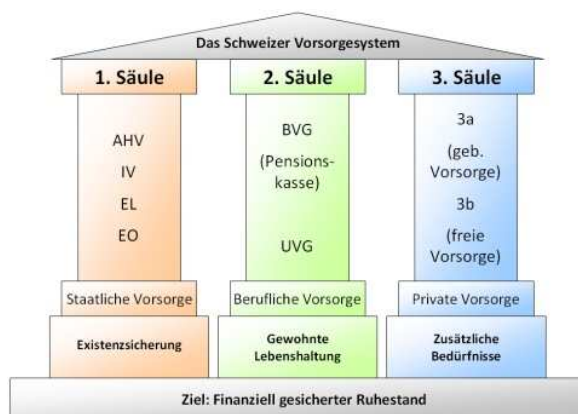 Das Schweizer Vorsorgesystem
1. Säule
AHV
IV
EL
EO
Staatliche Vorsorge
Existenzsicherung
2. Säule
BVG
(Pensions-
kasse)
UVG
Berufliche Vorsorge
Gewohnte
Lebenshaltung
3. Säule
3a
(geb.
Vorsorge)
3b
(freie
Vorsorge)
Private Vorsorge
Zusätzliche
Bedürfnisse
Ziel: Finanziell gesicherter Ruhestand